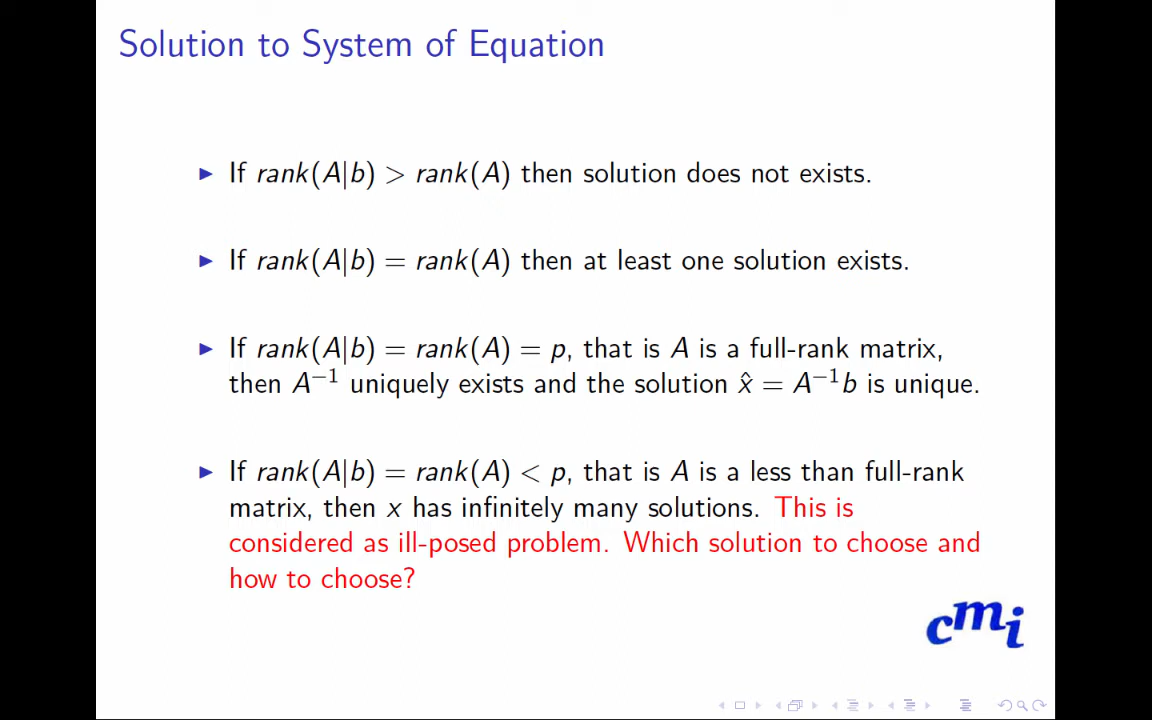 Solution to System of Equation
▶ If rank(A|b) > rank(A) then solution does not exists.
▶ If rank(A|b) = rank(A) then at least one solution exists.
▶ If rank(A|b) = rank(A) = p, that is A is a full-rank matrix,
then A⁻¹ uniquely exists and the solution x̂ = A⁻¹b is unique.
▶ If rank(A|b) = rank(A) < p, that is A is a less than full-rank
matrix, then x has infinitely many solutions. This is
considered as ill-posed problem. Which solution to choose and
how to choose?
cmi